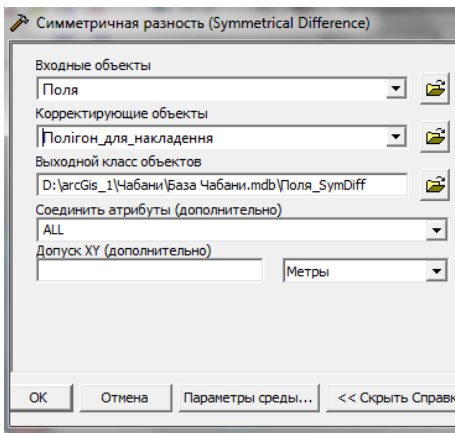 Симметричная разность (Symmetrical Difference)
Входные объекты
Поля
Корректирующие объекты
Полігон_для_накладення
Выходной класс объектов
D:\arcGis_1\Чабани\База Чабани.mdb\Поля_SymDiff
Соединить атрибуты (дополнительно)
ALL
Допуск XY (дополнительно)
Метры
OK Отмена Параметры среды... << Скрыть Справк